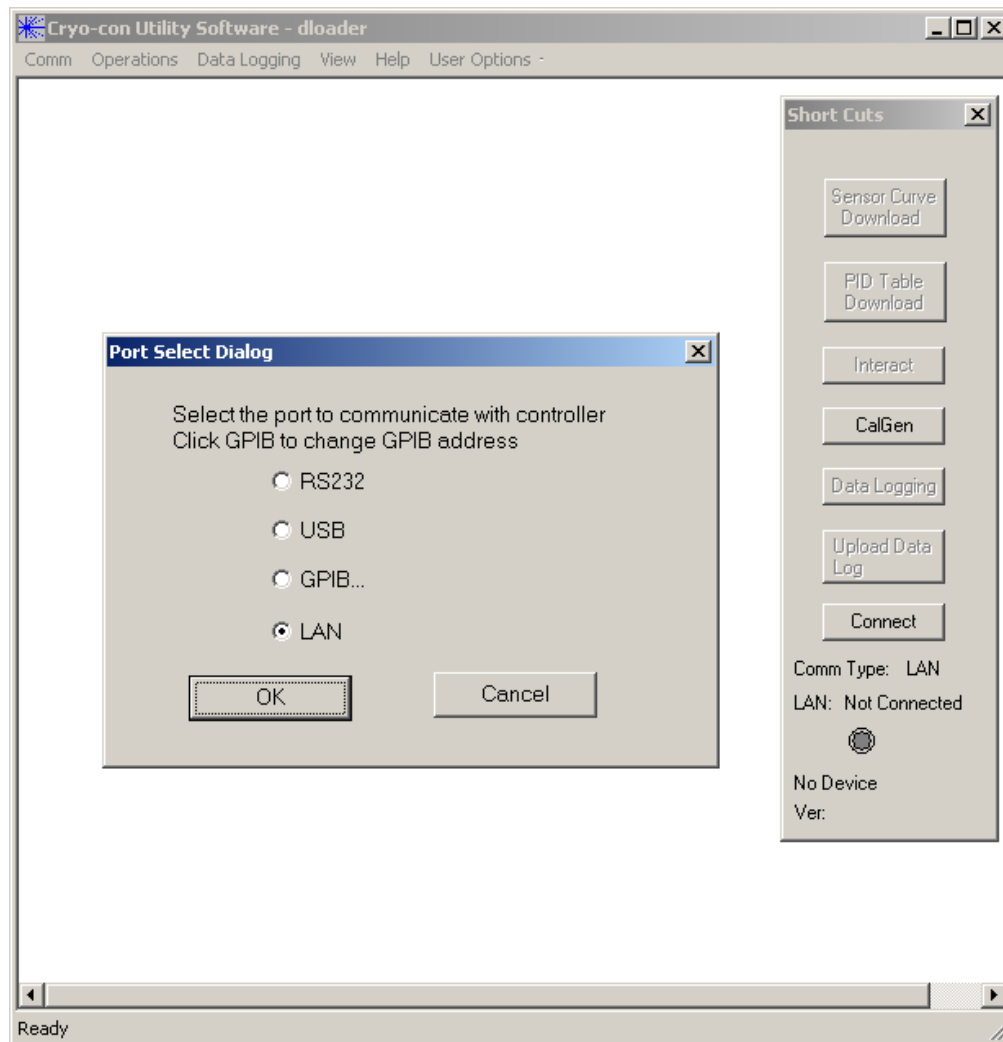 Cryo-con Utility Software - dloader
Comm Operations Data Logging View Help User Options -
Short Cuts
Sensor Curve
Download
PID Table
Download
Interact
CalGen
Data Logging
Upload Data
Log
Connect
Comm Type: LAN
LAN: Not Connected
No Device
Ver:
Port Select Dialog
Select the port to communicate with controller
Click GPIB to change GPIB address
RS232
USB
GPIB...
LAN
OK Cancel
Ready